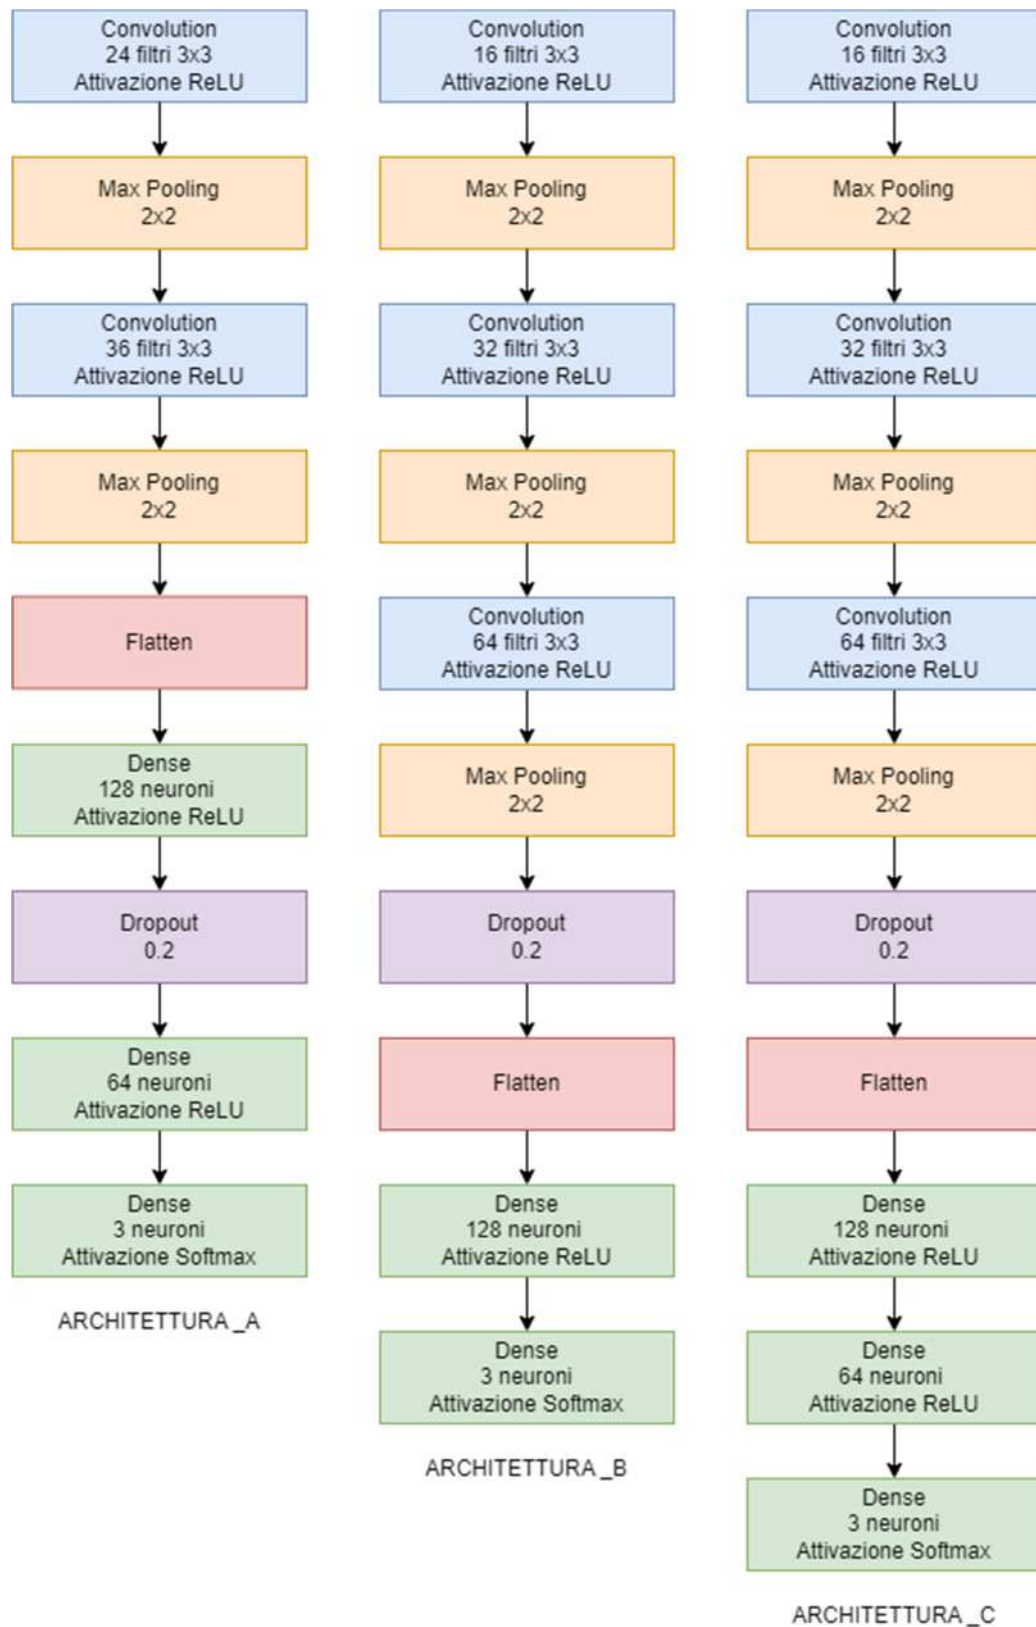 Convolution
24 filtri 3x3
Attivazione ReLU
Max Pooling
2x2
Convolution
36 filtri 3x3
Attivazione ReLU
Max Pooling
2x2
Flatten
Dense
128 neuroni
Attivazione ReLU
Dropout
0.2
Dense
64 neuroni
Attivazione ReLU
Dense
3 neuroni
Attivazione Softmax
ARCHITETTURA_A
Convolution
16 filtri 3x3
Attivazione ReLU
Max Pooling
2x2
Convolution
32 filtri 3x3
Attivazione ReLU
Max Pooling
2x2
Convolution
64 filtri 3x3
Attivazione ReLU
Max Pooling
2x2
Dropout
0.2
Flatten
Dense
128 neuroni
Attivazione ReLU
Dense
3 neuroni
Attivazione Softmax
ARCHITETTURA_B
Convolution
16 filtri 3x3
Attivazione ReLU
Max Pooling
2x2
Convolution
32 filtri 3x3
Attivazione ReLU
Max Pooling
2x2
Convolution
64 filtri 3x3
Attivazione ReLU
Max Pooling
2x2
Dropout
0.2
Flatten
Dense
128 neuroni
Attivazione ReLU
Dense
64 neuroni
Attivazione ReLU
Dense
3 neuroni
Attivazione Softmax
ARCHITETTURA_C